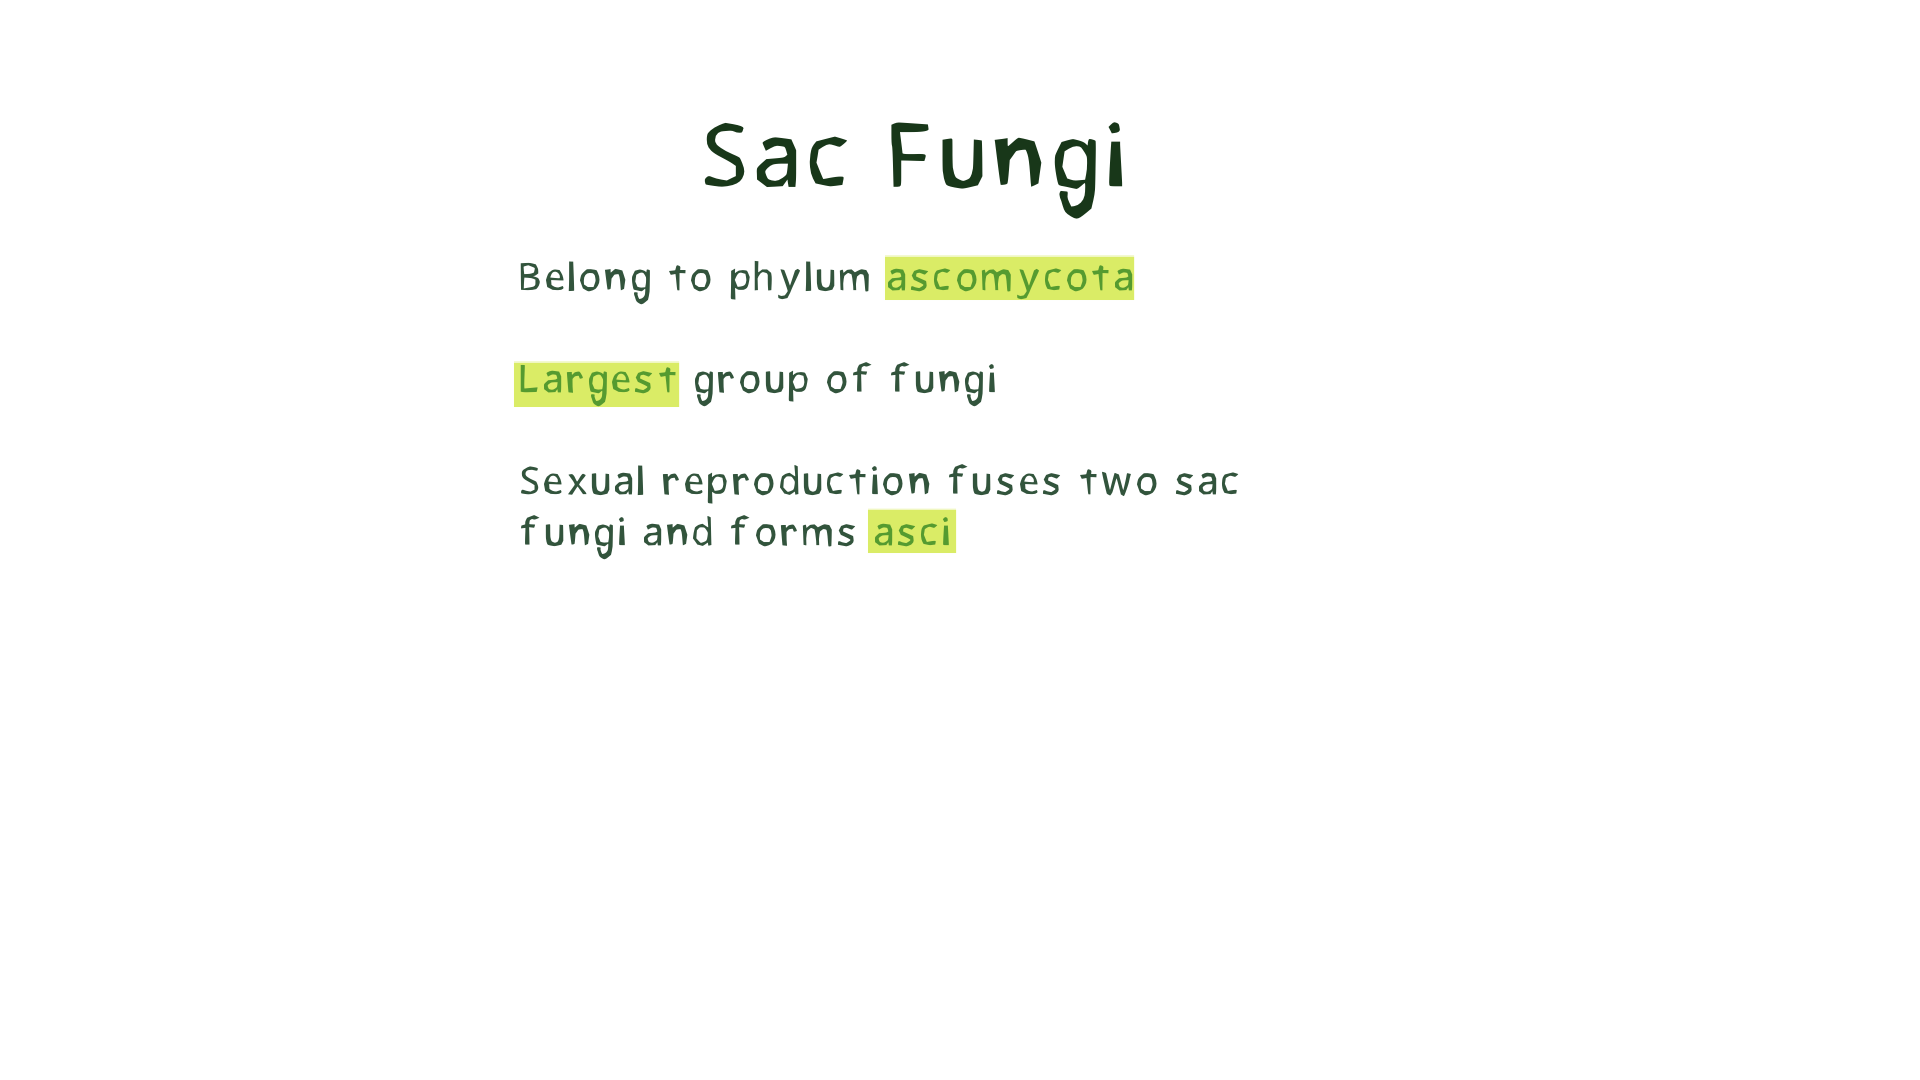 Sac Fungi
Belong to phylum ascomycota
Largest group of fungi
Sexual reproduction fuses two sac
fungi and forms asci